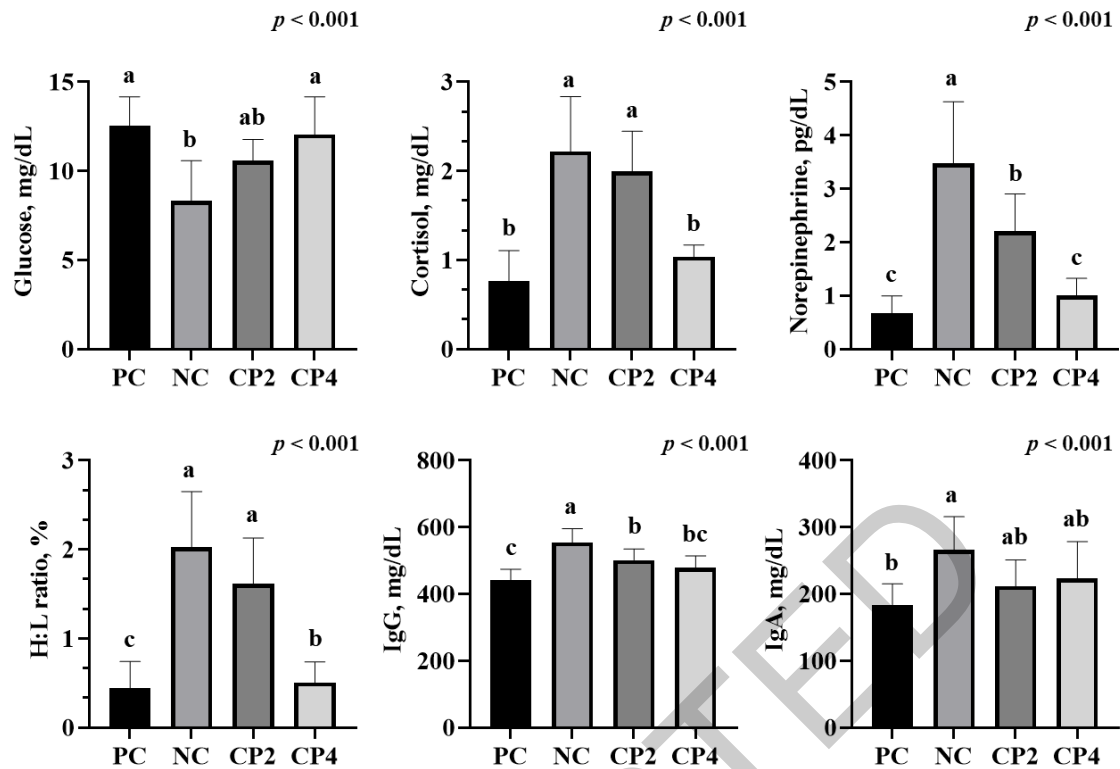 p < 0.001
p < 0.001
p < 0.001
Glucose, mg/dL
15
10
5
0
a
b
ab
a
PC NC CP2 CP4
Cortisol, mg/dL
3
2
1
0
b
a
a
b
PC NC CP2 CP4
Norepinephrine, pg/dL
5
4
3
2
1
0
c
a
b
c
PC NC CP2 CP4
p < 0.001
p < 0.001
p < 0.001
H:L ratio, %
3
2
1
0
c
a
a
b
PC NC CP2 CP4
IgG, mg/dL
800
600
400
200
0
c
a
b
bc
PC NC CP2 CP4
IgA, mg/dL
400
300
200
100
0
b
a
ab
ab
PC NC CP2 CP4
TED